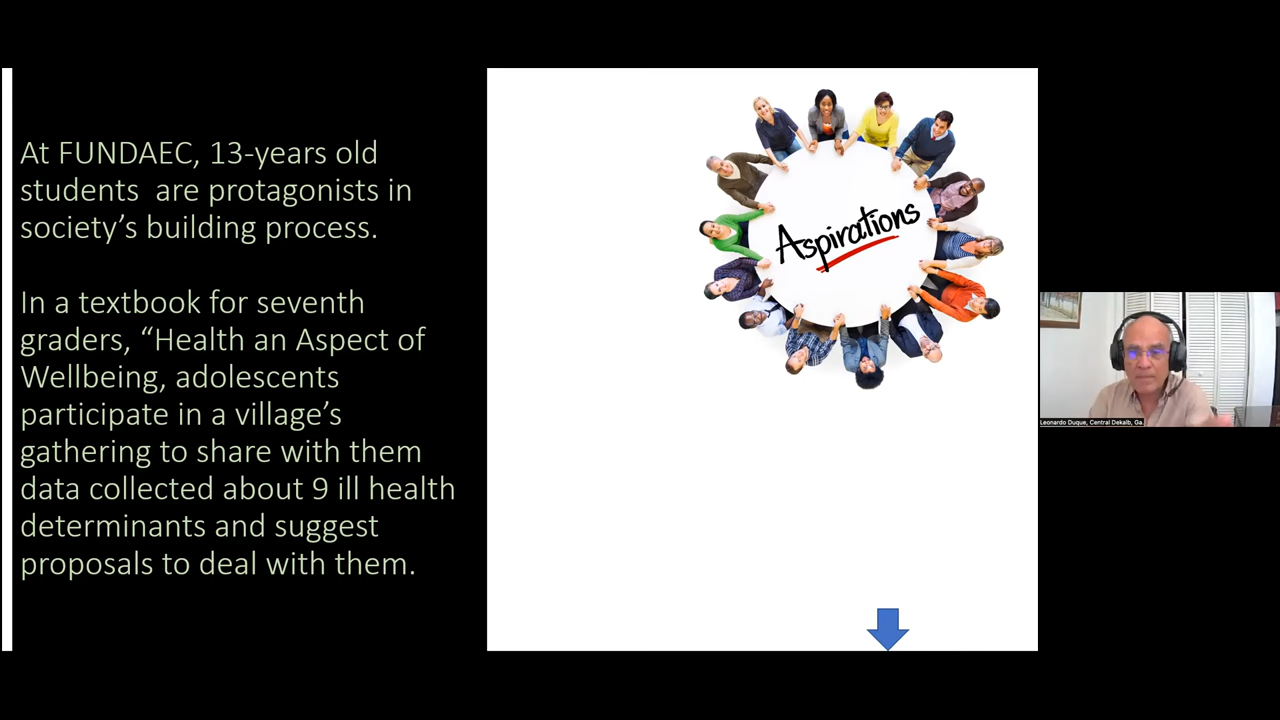 At FUNDAEC, 13-years old
students  are protagonists in
society’s building process.
In a textbook for seventh
graders, “Health an Aspect of
Wellbeing, adolescents
participate in a village’s
gathering to share with them
data collected about 9 ill health
determinants and suggest
proposals to deal with them.
Aspirations
Leonardo Duque, Central Dekalb, Ga.